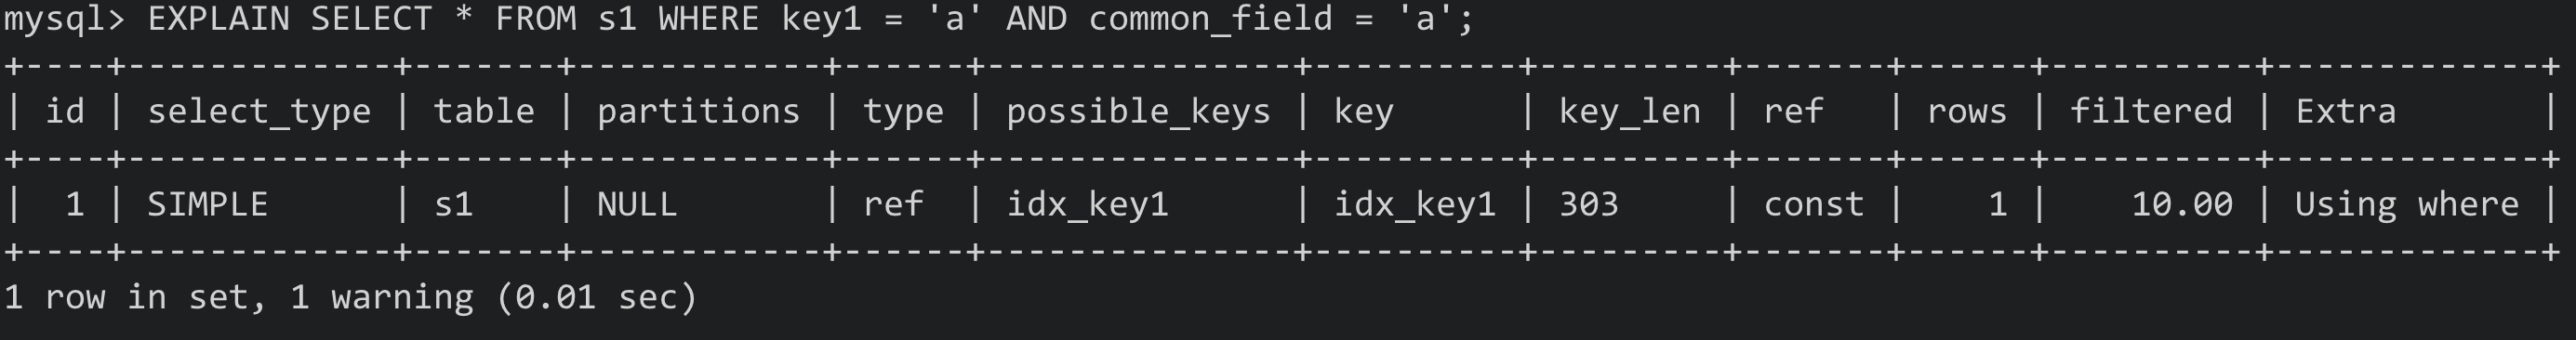 mysql> EXPLAIN SELECT * FROM s1 WHERE key1 = 'a' AND common_field = 'a';
+----+-------------+-------+------------+------+---------------+----------+---------+-------+------+----------+-------------+
| id | select_type | table | partitions | type | possible_keys | key      | key_len | ref   | rows | filtered | Extra       |
+----+-------------+-------+------------+------+---------------+----------+---------+-------+------+----------+-------------+
|  1 | SIMPLE      | s1    | NULL       | ref  | idx_key1      | idx_key1 | 303     | const |    1 |    10.00 | Using where |
+----+-------------+-------+------------+------+---------------+----------+---------+-------+------+----------+-------------+
1 row in set, 1 warning (0.01 sec)